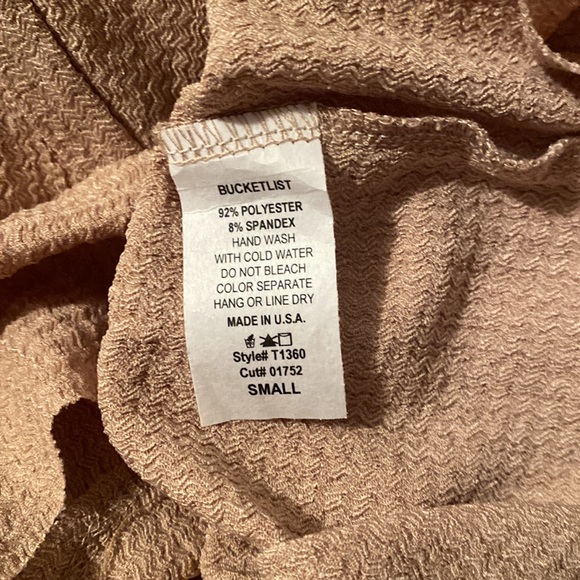 BUCKETLIST
92% POLYESTER
8% SPANDEX
HAND WASH
WITH COLD WATER
DO NOT BLEACH
COLOR SEPARATE
HANG OR LINE DRY
MADE IN U.S.A.
Style# T1360
Cut# 01752
SMALL